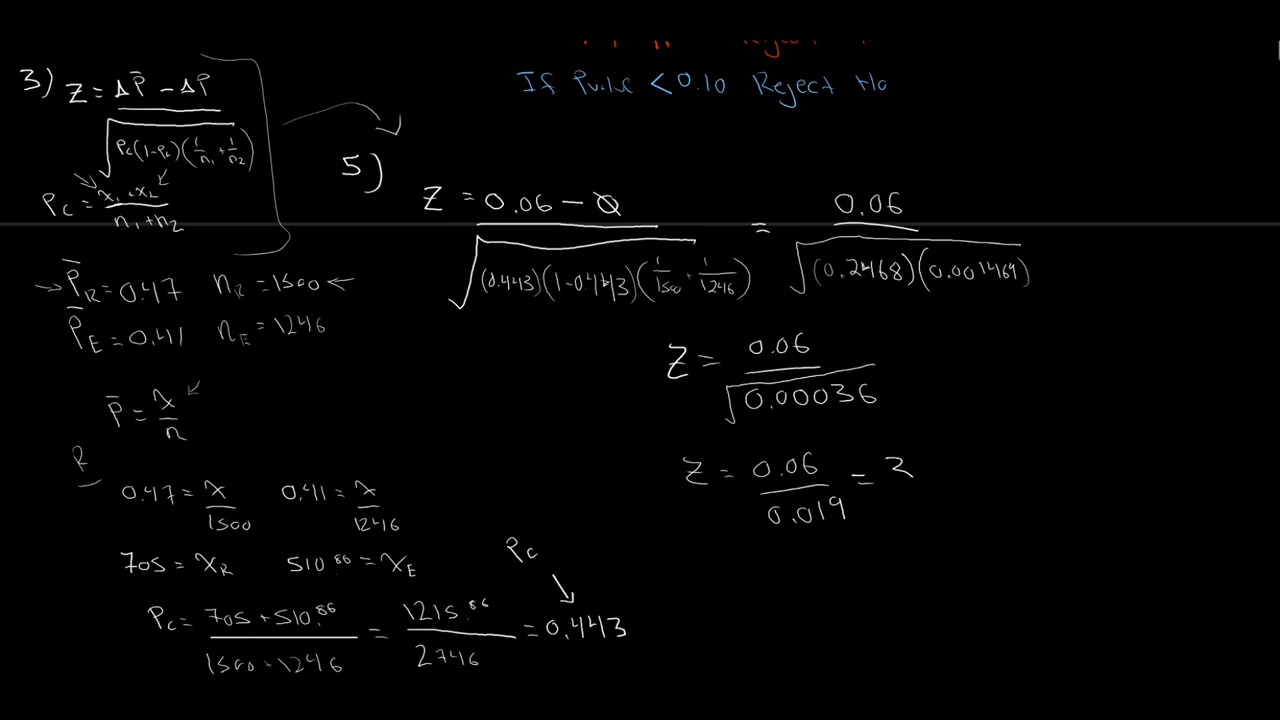 If Pvalue < 0.10 Reject Ho
3) Z = Δp̄ - Δp / √(Pc(1-Pc)(1/n1 + 1/n2))
Pc = x1 + x2 / n1 + n2
P̄R = 0.47 nR = 1500
P̄E = 0.41 nE = 1246
P̄ = x / n
R
0.47 = x / 1500 0.41 = x / 1246
705 = xR 510.86 = xE
Pc = 705 + 510.86 / 1500 + 1246 = 1215.86 / 2746 = 0.443
Pc
5)
Z = 0.06 - 0 / √((0.443)(1-0.443)(1/1500 + 1/1246)) = 0.06 / √((0.2468)(0.001469))
Z = 0.06 / √0.00036
Z = 0.06 / 0.019 = 3